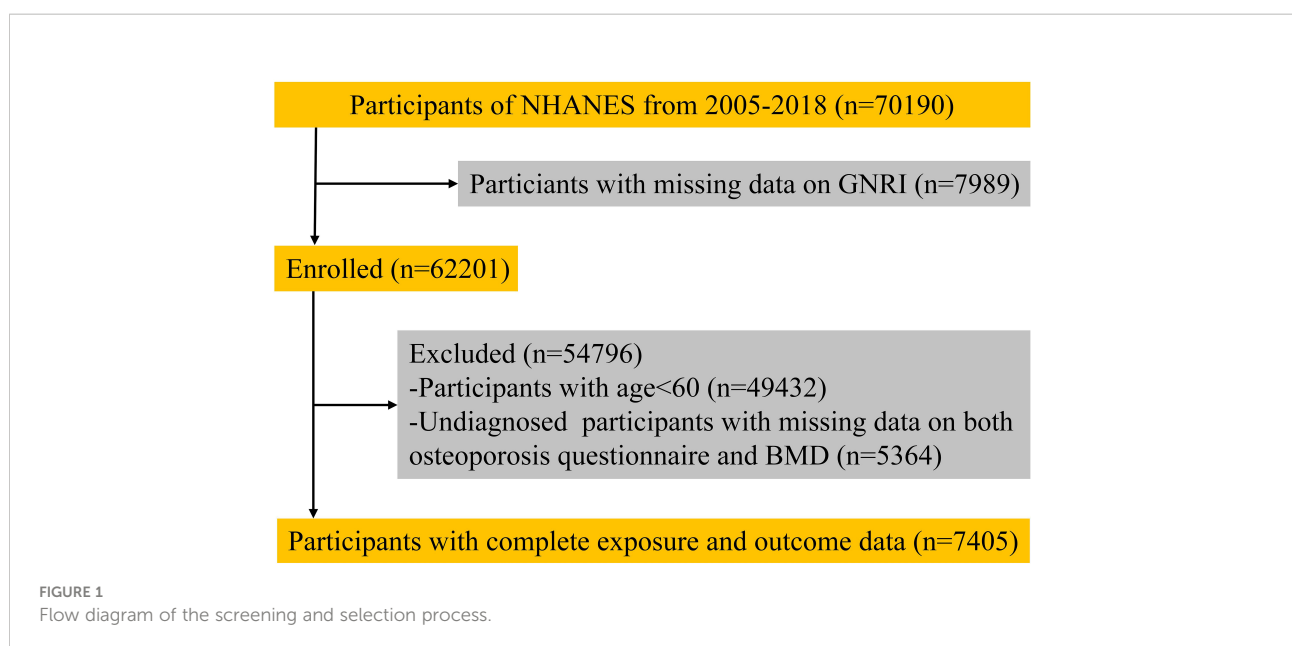 Participants of NHANES from 2005-2018 (n=70190)
Particiants with missing data on GNRI (n=7989)
Enrolled (n=62201)
Excluded (n=54796)
-Participants with age<60 (n=49432)
-Undiagnosed participants with missing data on both
osteoporosis questionnaire and BMD (n=5364)
Participants with complete exposure and outcome data (n=7405)
FIGURE 1
Flow diagram of the screening and selection process.